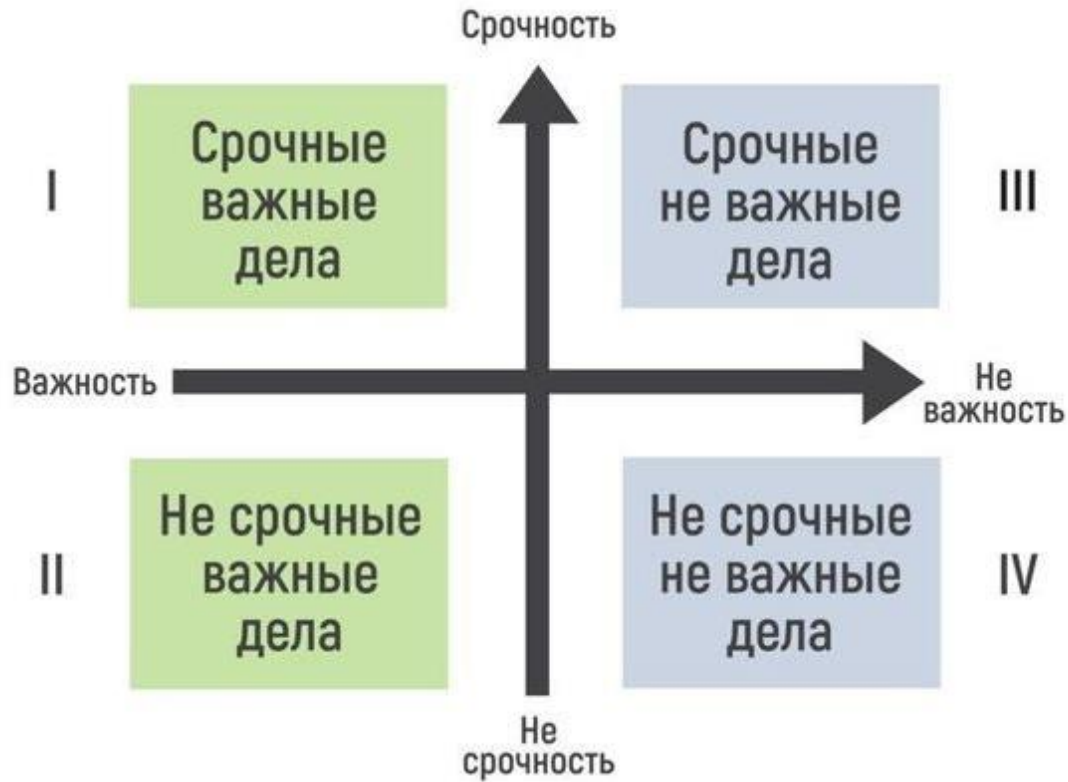 Срочность
I
Срочные
важные
дела
Срочные
не важные
дела
III
Важность
Не
важность
II
Не срочные
важные
дела
Не срочные
не важные
дела
IV
Не
срочность